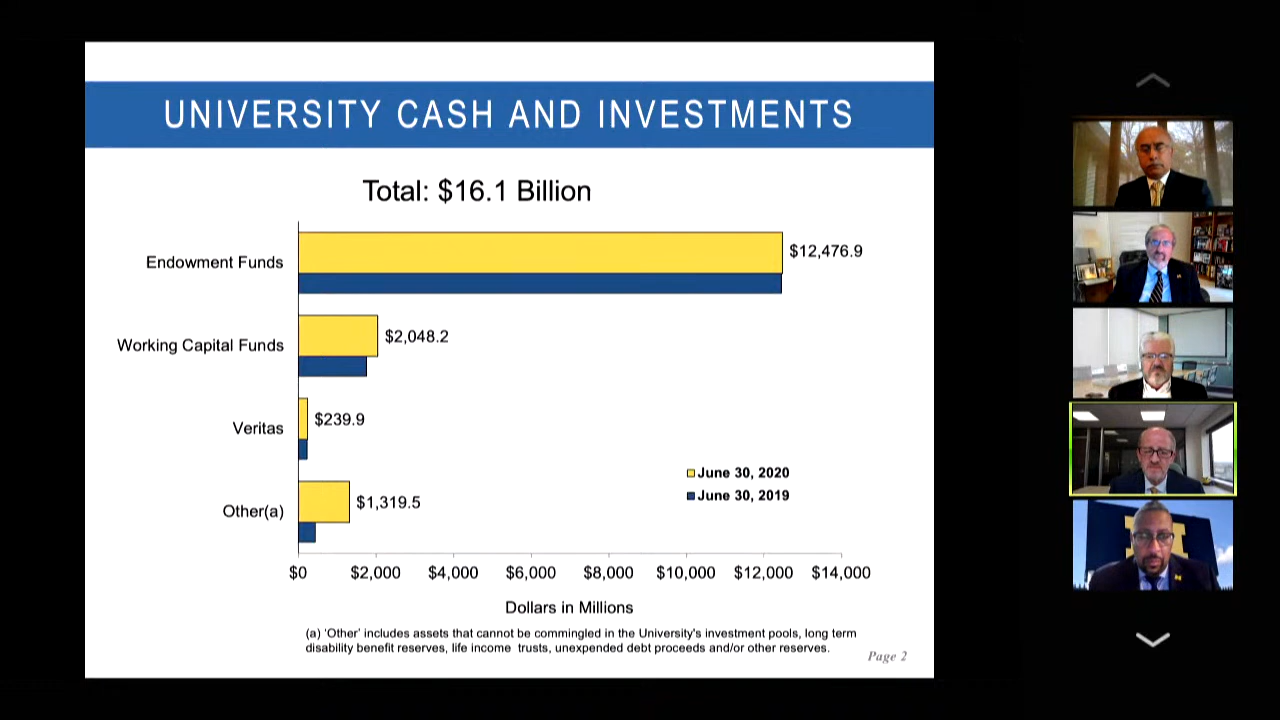 UNIVERSITY CASH AND INVESTMENTS
Total: $16.1 Billion
Endowment Funds
$12,476.9
Working Capital Funds
$2,048.2
Veritas
$239.9
Other(a)
$1,319.5
June 30, 2020
June 30, 2019
$0 $2,000 $4,000 $6,000 $8,000 $10,000 $12,000 $14,000
Dollars in Millions
(a) 'Other' includes assets that cannot be commingled in the University's investment pools, long term
disability benefit reserves, life income trusts, unexpended debt proceeds and/or other reserves.
Page 2